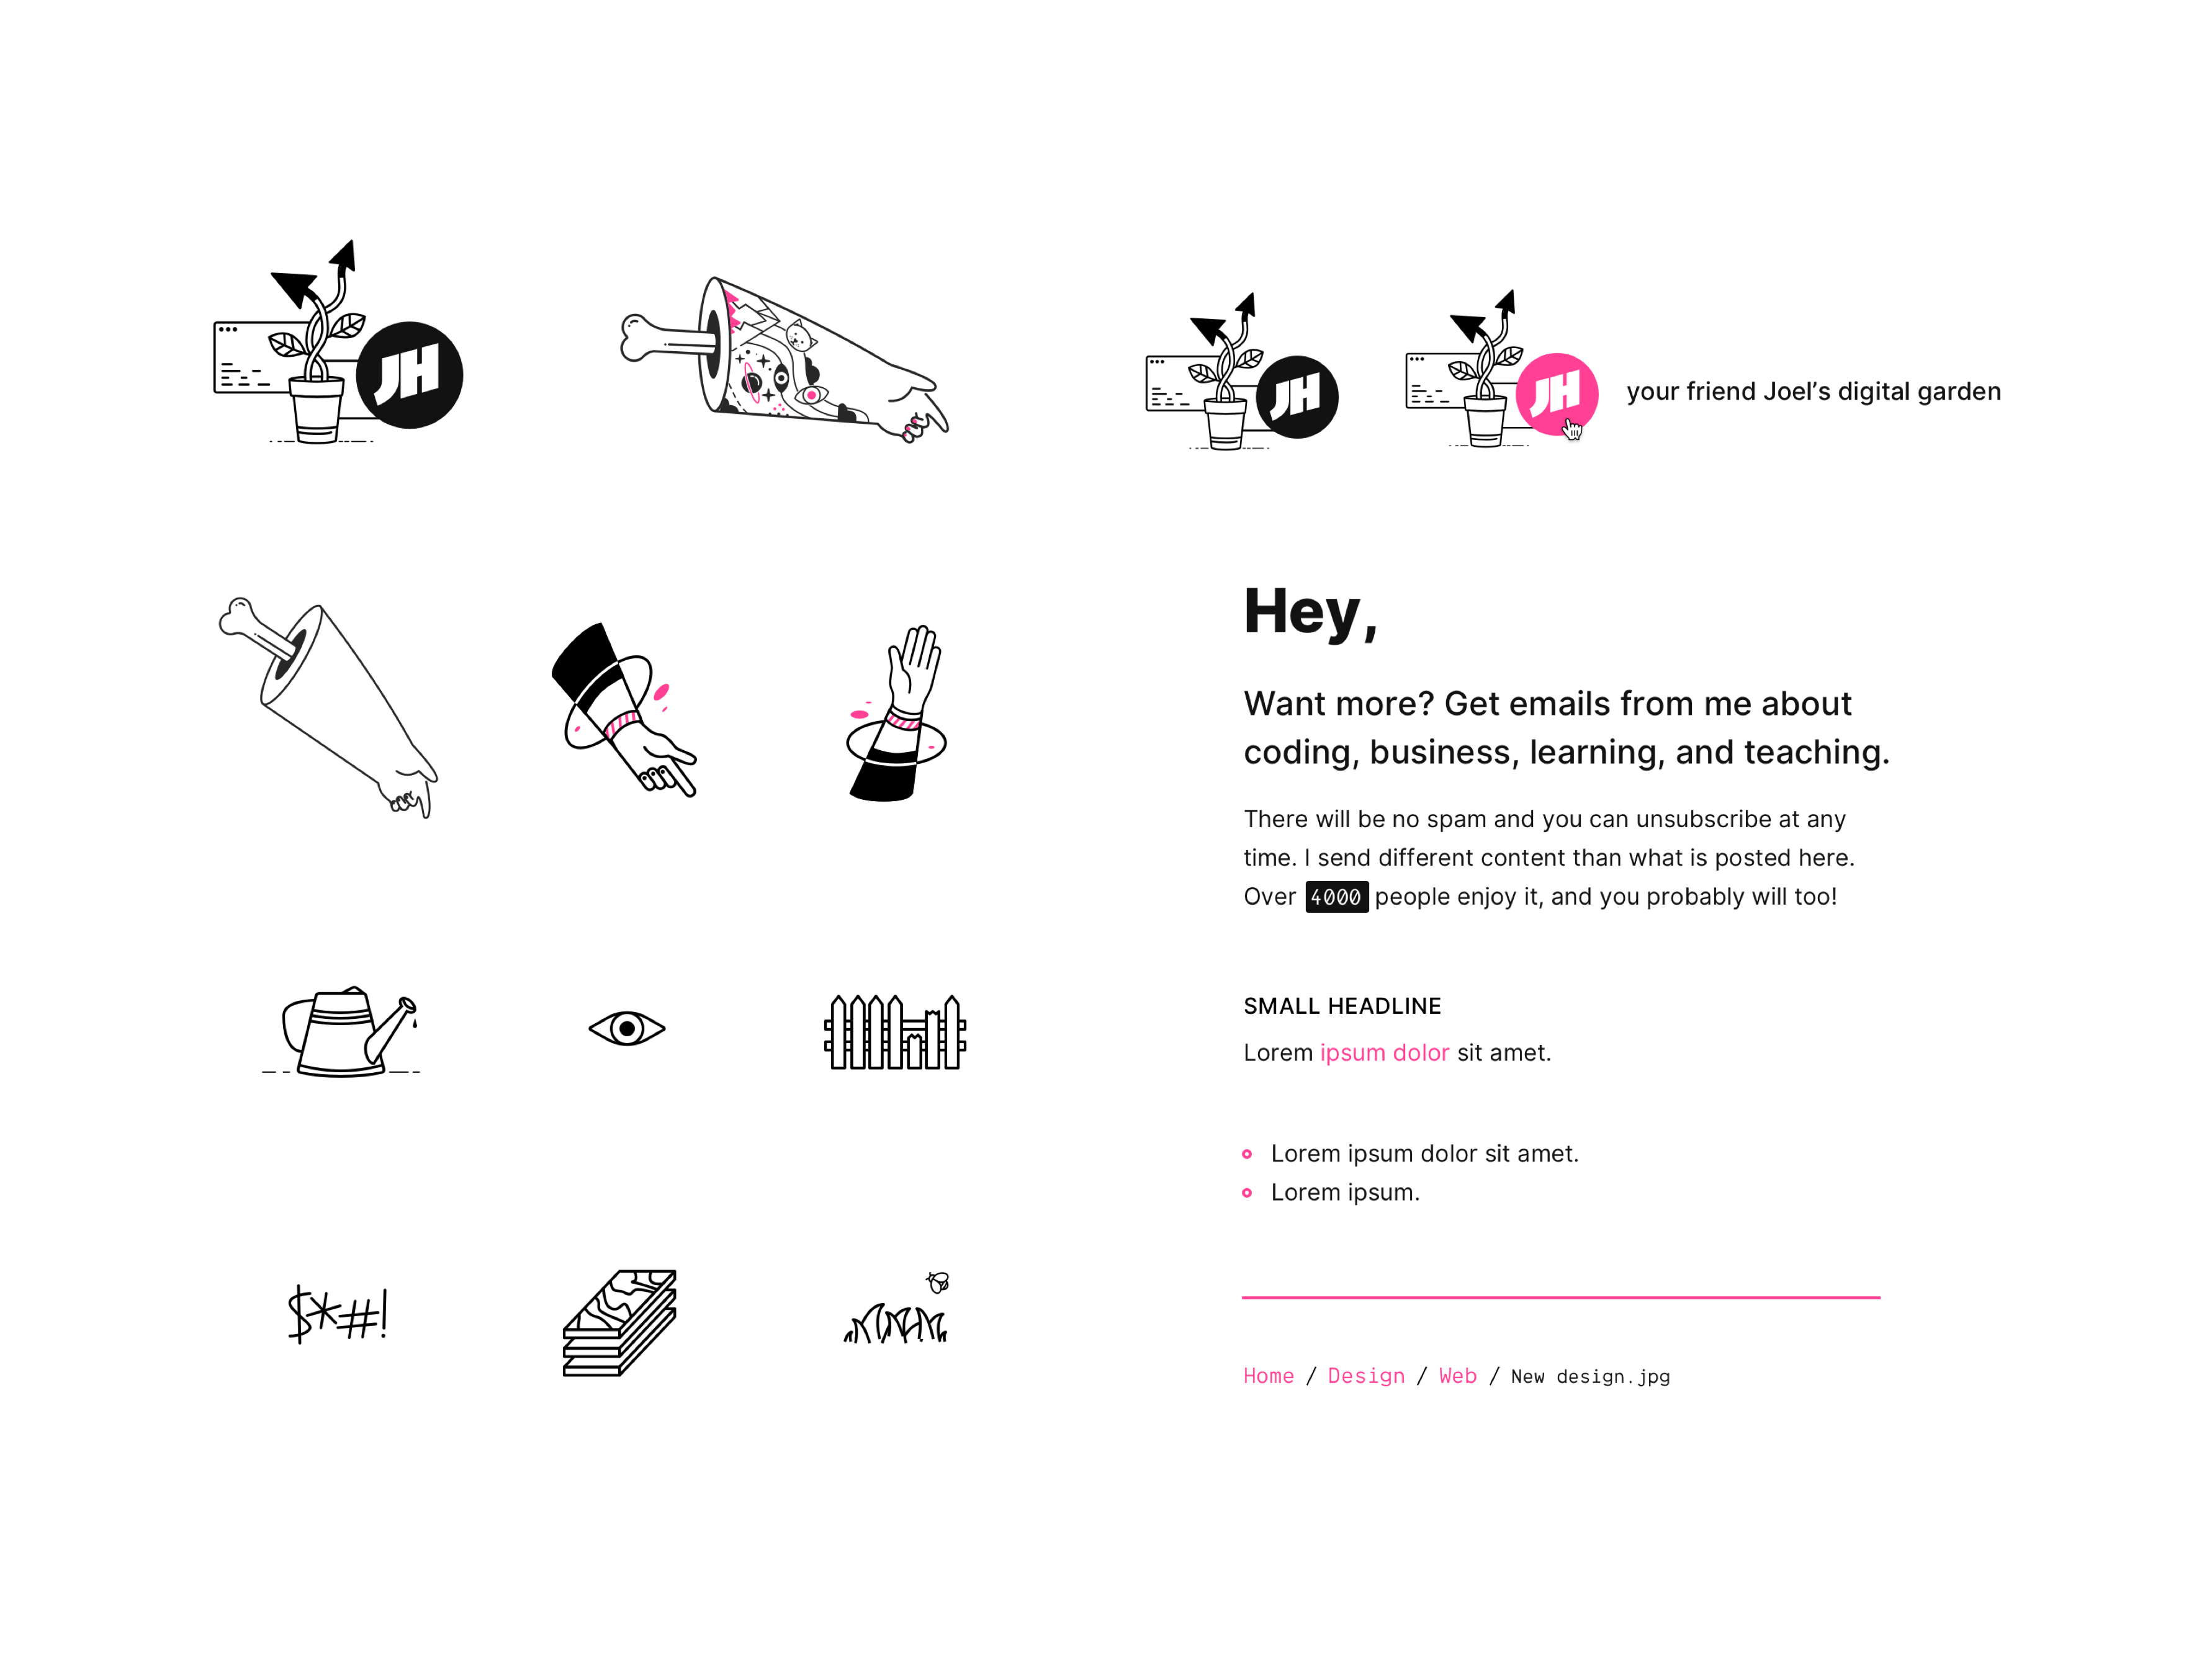 JH
JH
JH
your friend Joel’s digital garden
Hey,
Want more? Get emails from me about
coding, business, learning, and teaching.
There will be no spam and you can unsubscribe at any
time. I send different content than what is posted here.
Over 4000 people enjoy it, and you probably will too!
SMALL HEADLINE
Lorem ipsum dolor sit amet.
Lorem ipsum dolor sit amet.
Lorem ipsum.
$*#!
Home / Design / Web / New design.jpg